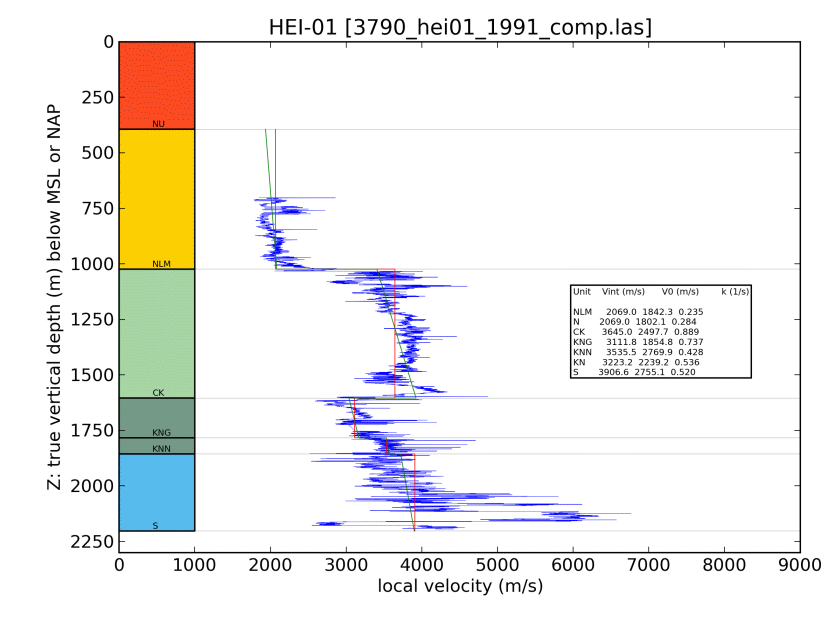 HEI-01 [3790_hei01_1991_comp.las]
0
250
500
750
1000
1250
1500
1750
2000
2250
Z: true vertical depth (m) below MSL or NAP
NU
NLM
CK
KNG
KNN
S
Unit Vint (m/s) V0 (m/s) k (1/s)
NLM 2069.0 1842.3 0.235
N 2069.0 1802.1 0.284
CK 3645.0 2497.7 0.889
KNG 3111.8 1854.8 0.737
KNN 3535.5 2769.9 0.428
KN 3223.2 2239.2 0.536
S 3906.6 2755.1 0.520
0 1000 2000 3000 4000 5000 6000 7000 8000 9000
local velocity (m/s)